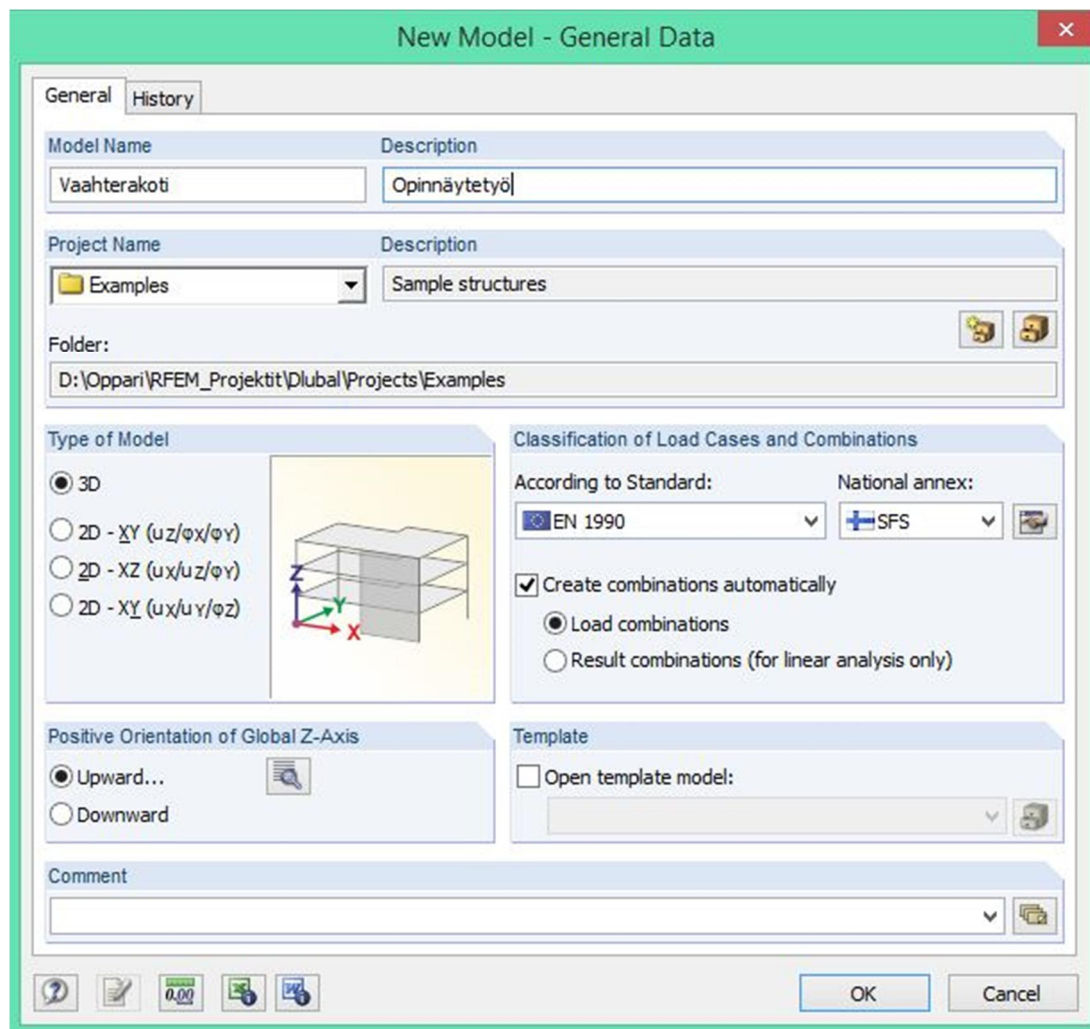 New Model - General Data
General History
Model Name Description
Vaahterakoti Opinnäytetyö
Project Name Description
Examples Sample structures
Folder:
D:\Oppari\RFEM_Projektit\Dlubal\Projects\Examples
Type of Model
3D
2D - XY (uZ/φX/φY)
2D - XZ (uX/uZ/φY)
2D - XY (uX/uY/φZ)
Z
Y
X
Classification of Load Cases and Combinations
According to Standard: National annex:
EN 1990 SFS
Create combinations automatically
Load combinations
Result combinations (for linear analysis only)
Positive Orientation of Global Z-Axis
Upward...
Downward
Template
Open template model:
Comment
0.00
OK Cancel